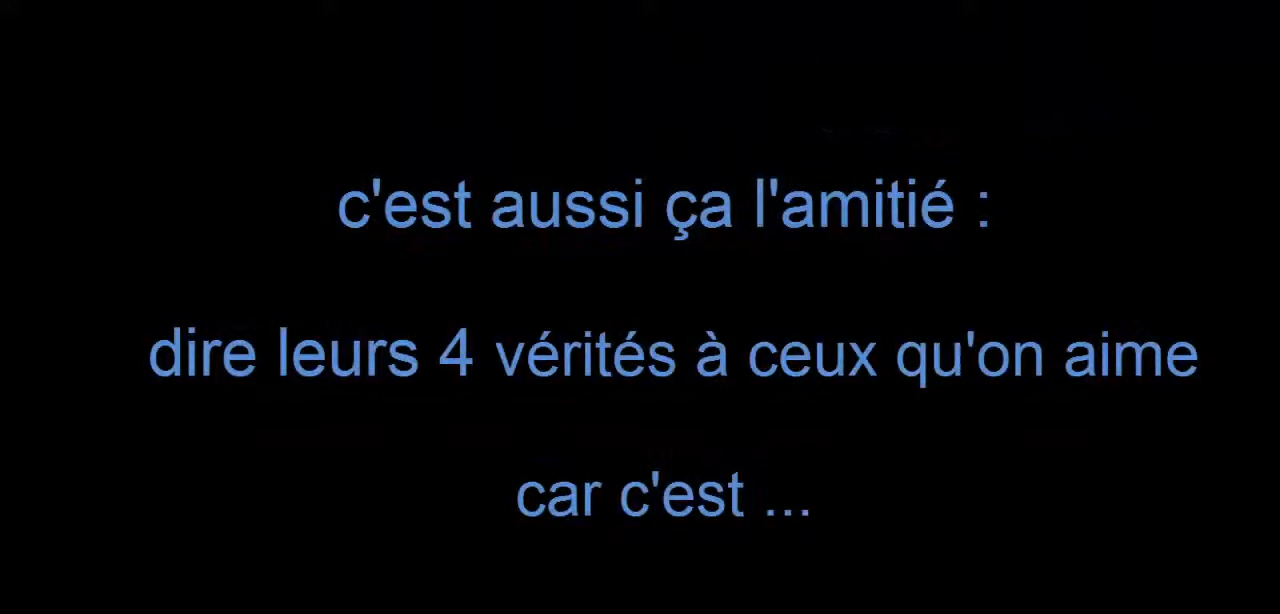 c'est aussi ça l'amitié :
dire leurs 4 vérités à ceux qu'on aime
car c'est ...